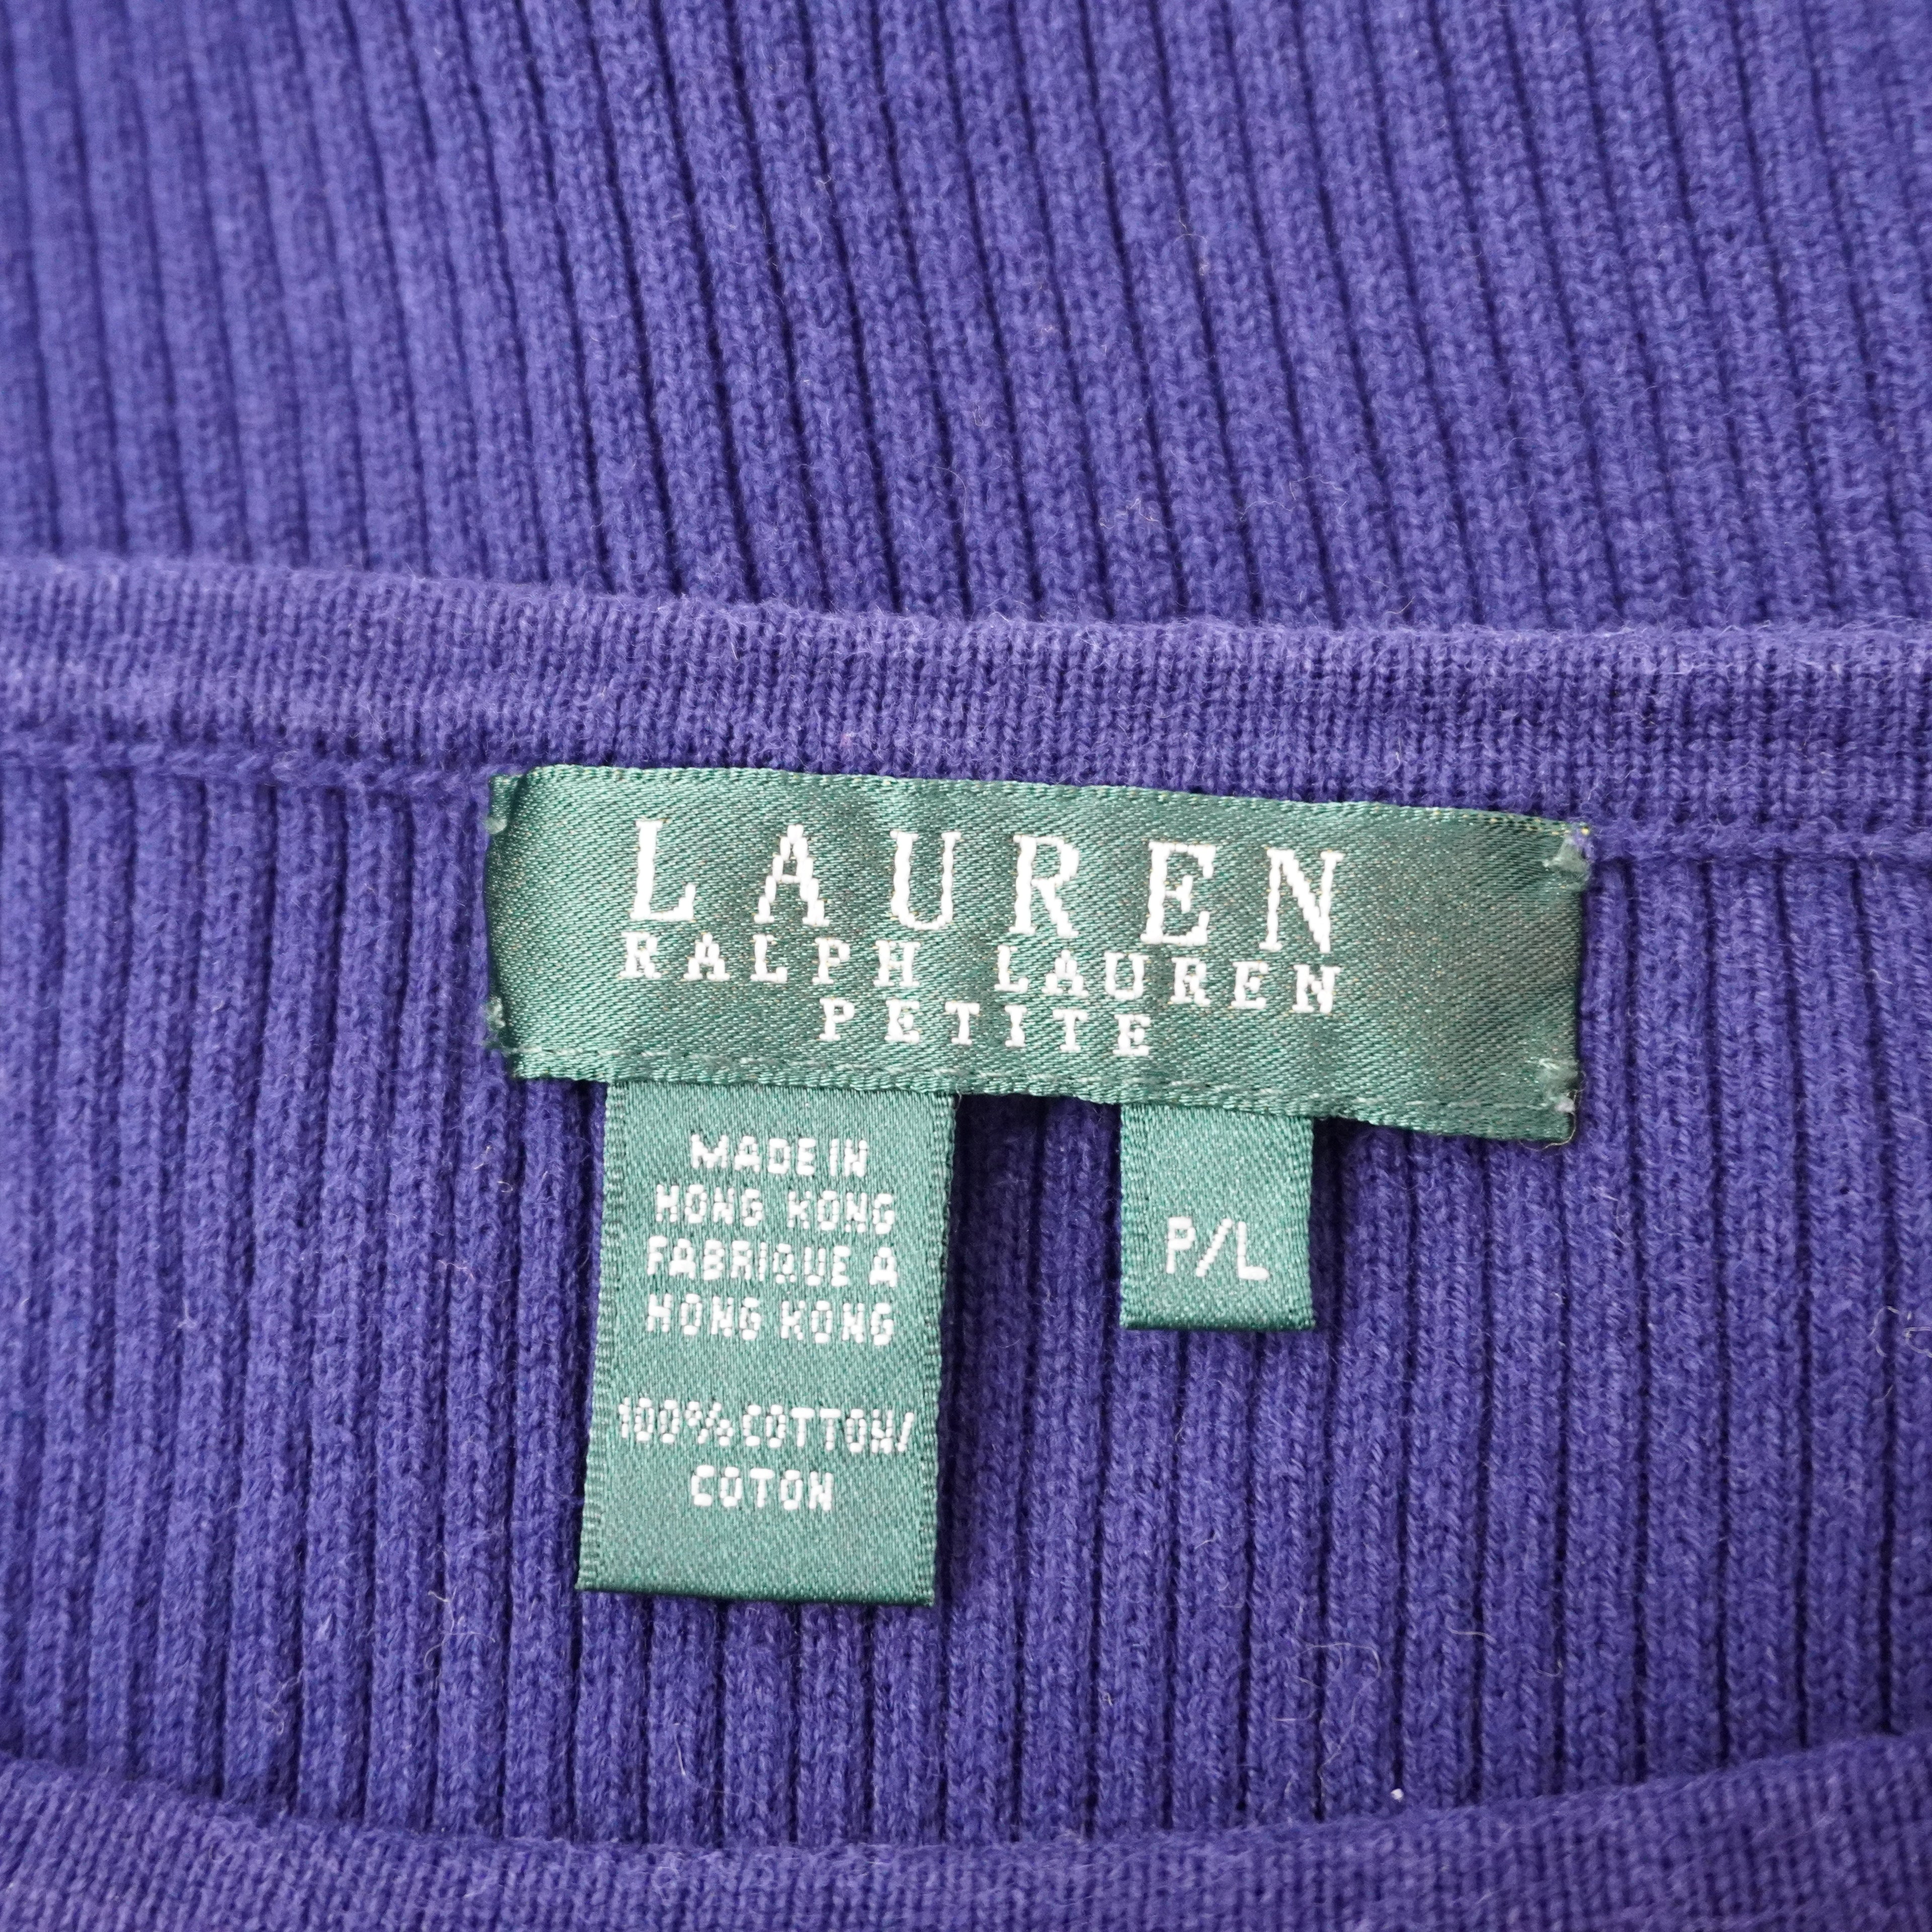 LAUREN
RALPH LAUREN
PETITE
MADE IN
HONG KONG
FABRIQUE A
HONG KONG
100% COTTON/
COTON
P/L